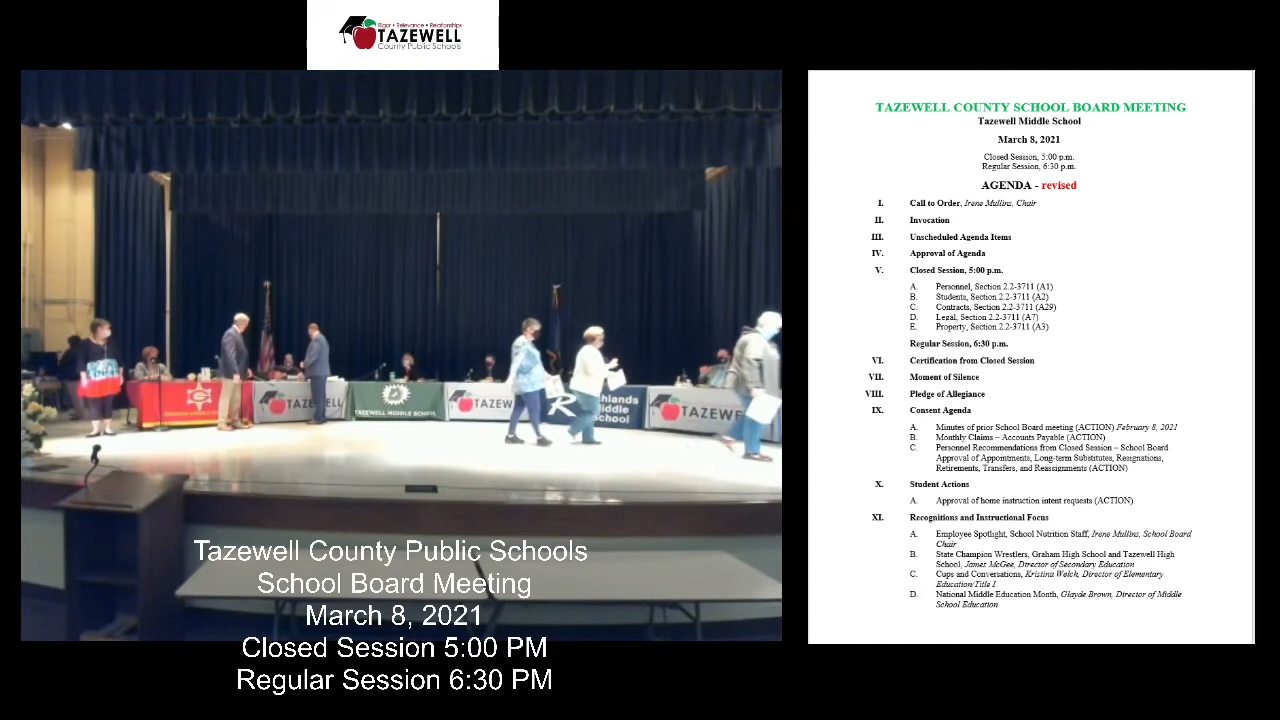 Rigor • Relevance • Relationships
TAZEWELL
County Public Schools
TAZEWELL MIDDLE SCHOOL
TAZEW
R
hlands
Middle
School
TAZEWELL
Tazewell County Public Schools
School Board Meeting
March 8, 2021
Closed Session 5:00 PM
Regular Session 6:30 PM
TAZEWELL COUNTY SCHOOL BOARD MEETING
Tazewell Middle School
March 8, 2021
Closed Session, 5:00 p.m.
Regular Session, 6:30 p.m.
AGENDA - revised
I. Call to Order, Irene Mullins, Chair
II. Invocation
III. Unscheduled Agenda Items
IV. Approval of Agenda
V. Closed Session, 5:00 p.m.
A. Personnel, Section 2.2-3711 (A1)
B. Students, Section 2.2-3711 (A2)
C. Contracts, Section 2.2-3711 (A29)
D. Legal, Section 2.2-3711 (A7)
E. Property, Section 2.2-3711 (A3)
Regular Session, 6:30 p.m.
VI. Certification from Closed Session
VII. Moment of Silence
VIII. Pledge of Allegiance
IX. Consent Agenda
A. Minutes of prior School Board meeting (ACTION) February 8, 2021
B. Monthly Claims – Accounts Payable (ACTION)
C. Personnel Recommendations from Closed Session – School Board
Approval of Appointments, Long-term Substitutes, Resignations,
Retirements, Transfers, and Reassignments (ACTION)
X. Student Actions
A. Approval of home instruction intent requests (ACTION)
XI. Recognitions and Instructional Focus
A. Employee Spotlight, School Nutrition Staff, Irene Mullins, School Board
Chair
B. State Champion Wrestlers, Graham High School and Tazewell High
School, James McGee, Director of Secondary Education
C. Cups and Conversations, Kristina Welch, Director of Elementary
Education/Title I
D. National Middle Education Month, Glayde Brown, Director of Middle
School Education